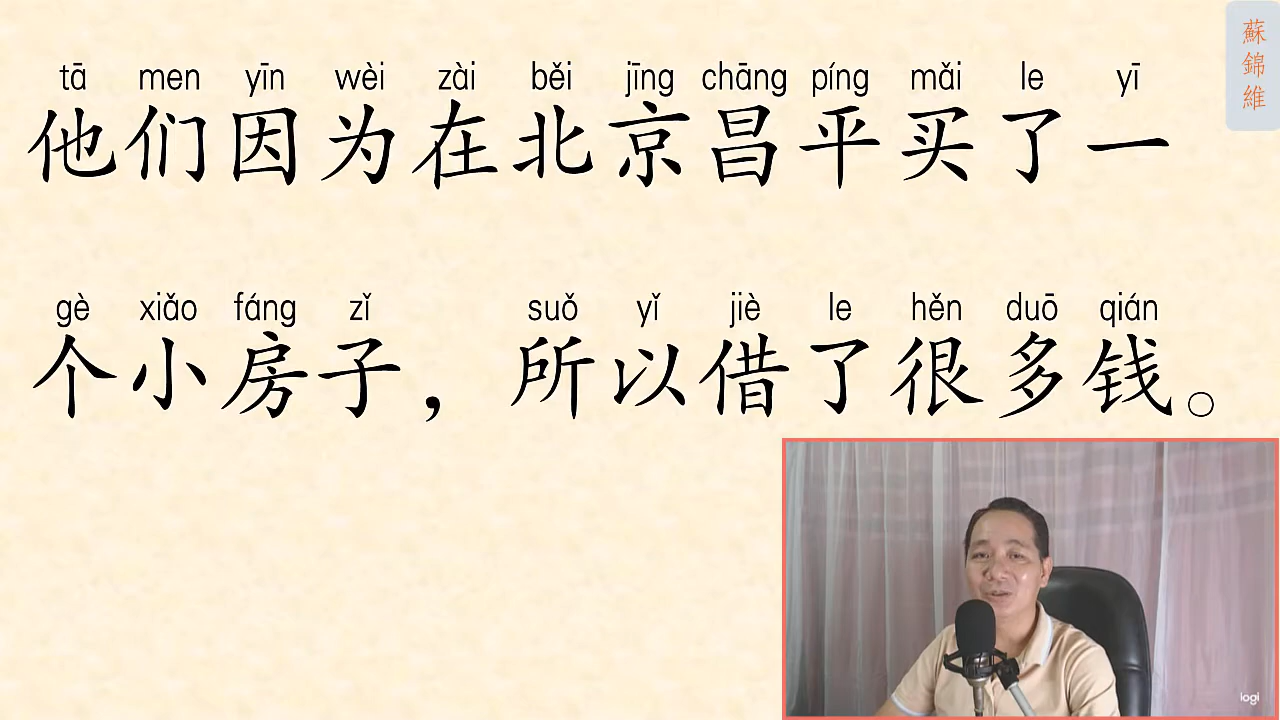 tā men yīn wèi zài běi jīng chāng píng mǎi le yī
他们因为在北京昌平买了一
gè xiǎo fáng zǐ suǒ yǐ jiè le hěn duō qián
个小房子，所以借了很多钱。
蘇錦維
logi